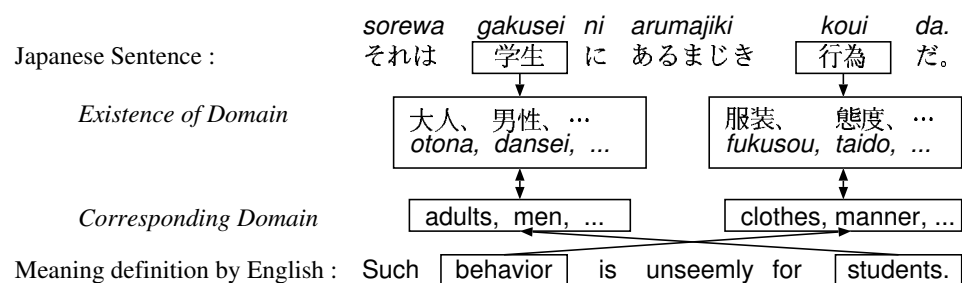 sorewa gakusei ni arumajiki koui da.
Japanese Sentence : それは 学生 に あるまじき 行為 だ。
Existence of Domain 大人、 男性、 … 服装、 態度、 …
otona, dansei, ... fukusou, taido, ...
Corresponding Domain adults, men, ... clothes, manner, ...
Meaning definition by English : Such behavior is unseemly for students.